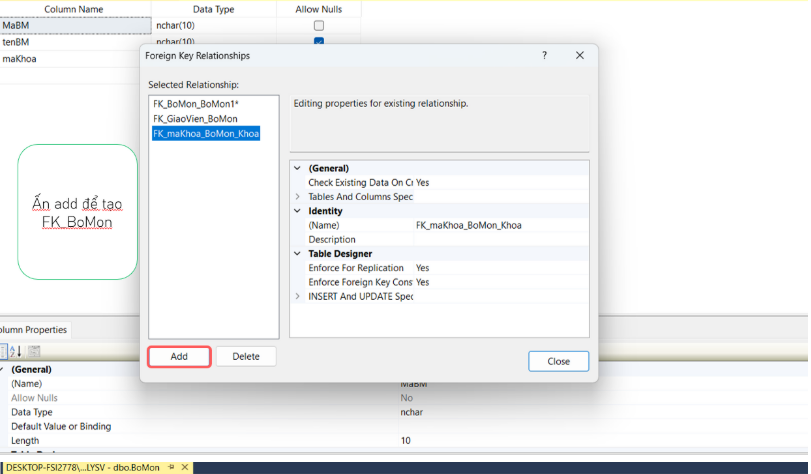 Column Name Data Type Allow Nulls
MaBM nchar(10)
tenBM nchar(10)
maKhoa
Foreign Key Relationships ?
Selected Relationship:
FK_BoMon_BoMon1*
FK_GiaoVien_BoMon
FK_maKhoa_BoMon_Khoa
Editing properties for existing relationship.
(General)
Check Existing Data On Cr Yes
Tables And Columns Spec
Identity
(Name) FK_maKhoa_BoMon_Khoa
Description
Table Designer
Enforce For Replication Yes
Enforce Foreign Key Cons Yes
INSERT And UPDATE Spec
Add Delete
Close
Ấn add để tạo
FK_BoMon
olumn Properties
(General)
(Name) MaBM
Allow Nulls No
Data Type nchar
Default Value or Binding
Length 10
DESKTOP-FSI2778\...LYSV - dbo.BoMon